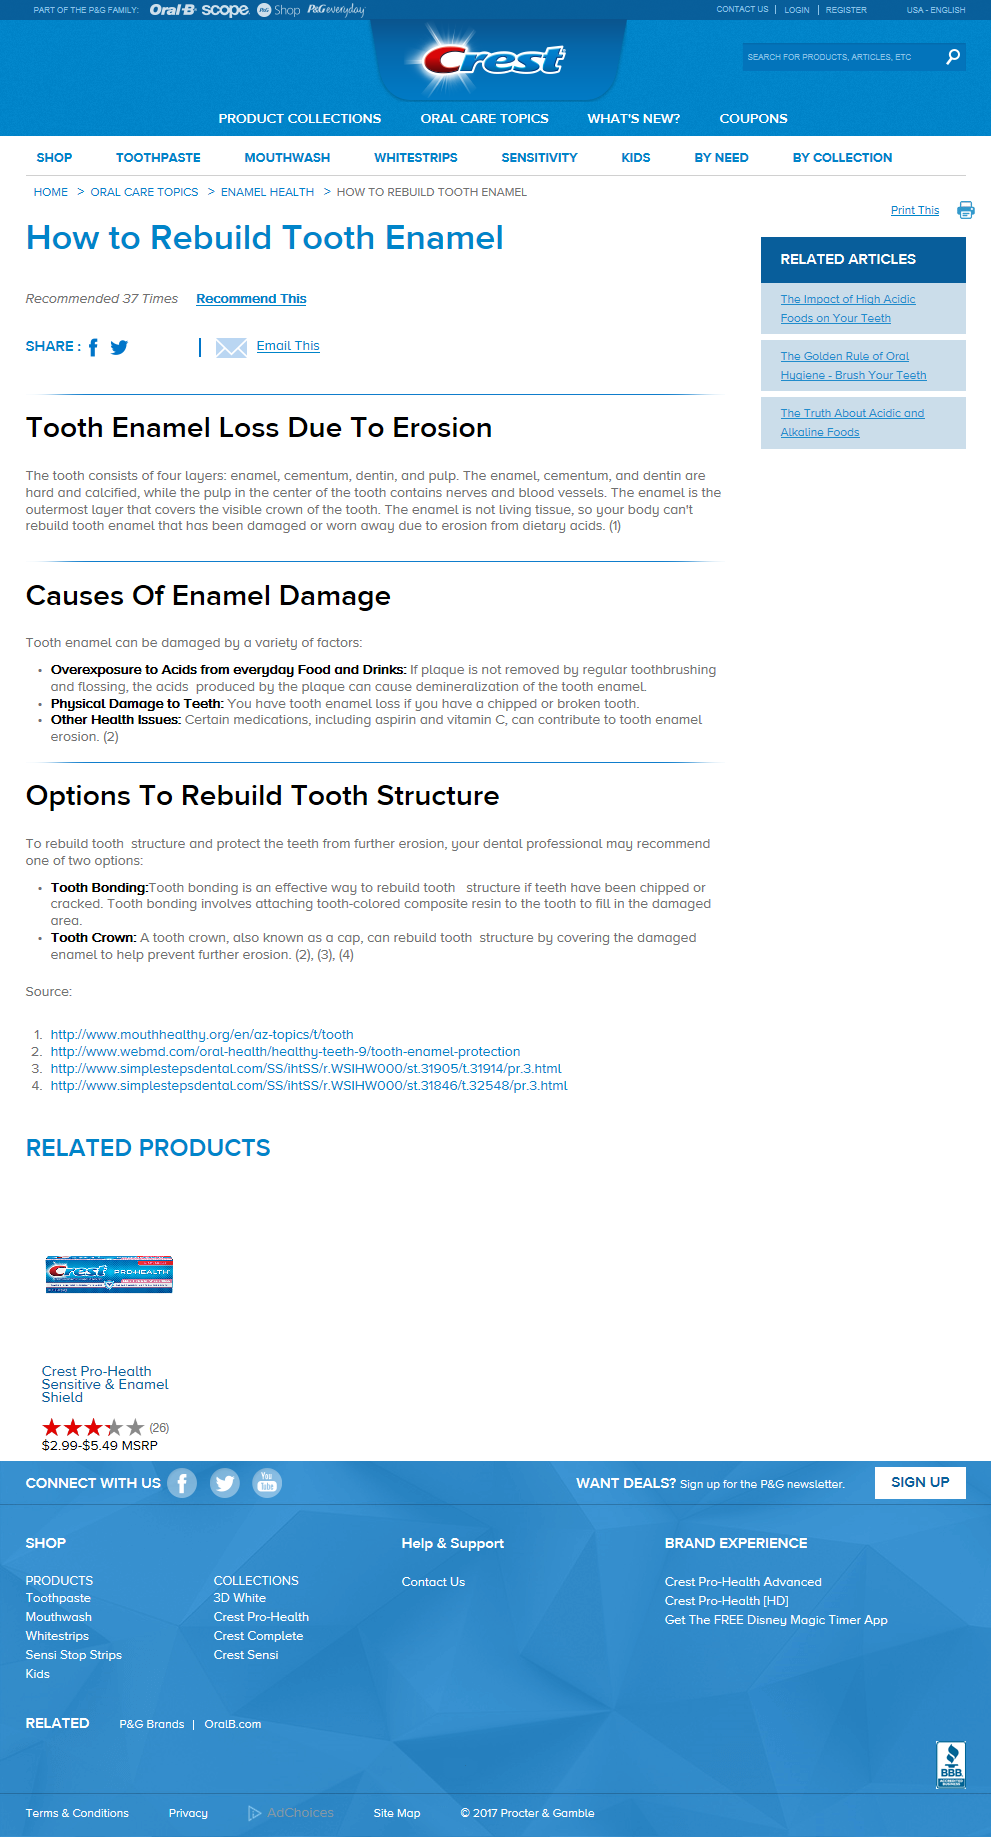 PART OF THE P&G FAMILY: Oral-B scope. P&G Shop P&G everyday
CONTACT US | LOGIN | REGISTER USA - ENGLISH
Crest
SEARCH FOR PRODUCTS, ARTICLES, ETC
PRODUCT COLLECTIONS ORAL CARE TOPICS WHAT'S NEW? COUPONS
SHOP TOOTHPASTE MOUTHWASH WHITESTRIPS SENSITIVITY KIDS BY NEED BY COLLECTION
HOME > ORAL CARE TOPICS > ENAMEL HEALTH > HOW TO REBUILD TOOTH ENAMEL
Print This
How to Rebuild Tooth Enamel
Recommended 37 Times Recommend This
SHARE : | Email This
RELATED ARTICLES
The Impact of High Acidic
Foods on Your Teeth
The Golden Rule of Oral
Hygiene - Brush Your Teeth
The Truth About Acidic and
Alkaline Foods
Tooth Enamel Loss Due To Erosion
The tooth consists of four layers: enamel, cementum, dentin, and pulp. The enamel, cementum, and dentin are
hard and calcified, while the pulp in the center of the tooth contains nerves and blood vessels. The enamel is the
outermost layer that covers the visible crown of the tooth. The enamel is not living tissue, so your body can't
rebuild tooth enamel that has been damaged or worn away due to erosion from dietary acids. (1)
Causes Of Enamel Damage
Tooth enamel can be damaged by a variety of factors:
• Overexposure to Acids from everyday Food and Drinks: If plaque is not removed by regular toothbrushing
and flossing, the acids produced by the plaque can cause demineralization of the tooth enamel.
• Physical Damage to Teeth: You have tooth enamel loss if you have a chipped or broken tooth.
• Other Health Issues: Certain medications, including aspirin and vitamin C, can contribute to tooth enamel
erosion. (2)
Options To Rebuild Tooth Structure
To rebuild tooth structure and protect the teeth from further erosion, your dental professional may recommend
one of two options:
• Tooth Bonding:Tooth bonding is an effective way to rebuild tooth structure if teeth have been chipped or
cracked. Tooth bonding involves attaching tooth-colored composite resin to the tooth to fill in the damaged
area.
• Tooth Crown: A tooth crown, also known as a cap, can rebuild tooth structure by covering the damaged
enamel to help prevent further erosion. (2), (3), (4)
Source:
1. http://www.mouthhealthy.org/en/az-topics/t/tooth
2. http://www.webmd.com/oral-health/healthy-teeth-9/tooth-enamel-protection
3. http://www.simplestepsdental.com/SS/ihtSS/r.WSIHW000/st.31905/t.31914/pr.3.html
4. http://www.simplestepsdental.com/SS/ihtSS/r.WSIHW000/st.31846/t.32548/pr.3.html
RELATED PRODUCTS
Crest PRO-HEALTH
Crest Pro-Health
Sensitive & Enamel
Shield
(26)
$2.99-$5.49 MSRP
CONNECT WITH US You Tube
WANT DEALS? Sign up for the P&G newsletter. SIGN UP
SHOP
PRODUCTS
Toothpaste
Mouthwash
Whitestrips
Sensi Stop Strips
Kids
COLLECTIONS
3D White
Crest Pro-Health
Crest Complete
Crest Sensi
Help & Support
Contact Us
BRAND EXPERIENCE
Crest Pro-Health Advanced
Crest Pro-Health [HD]
Get The FREE Disney Magic Timer App
RELATED P&G Brands | OralB.com
BBB
ACCREDITED
BUSINESS
Terms & Conditions Privacy AdChoices Site Map © 2017 Procter & Gamble